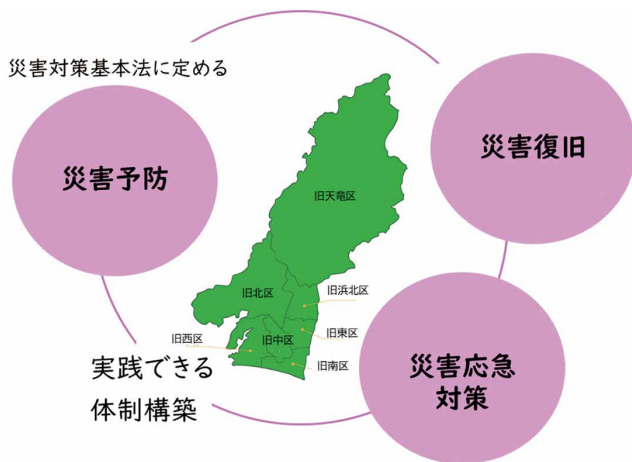 災害対策基本法に定める
災害予防
災害復旧
旧天竜区
旧北区
旧浜北区
旧東区
旧西区
旧中区
旧南区
実践できる
体制構築
災害応急
対策